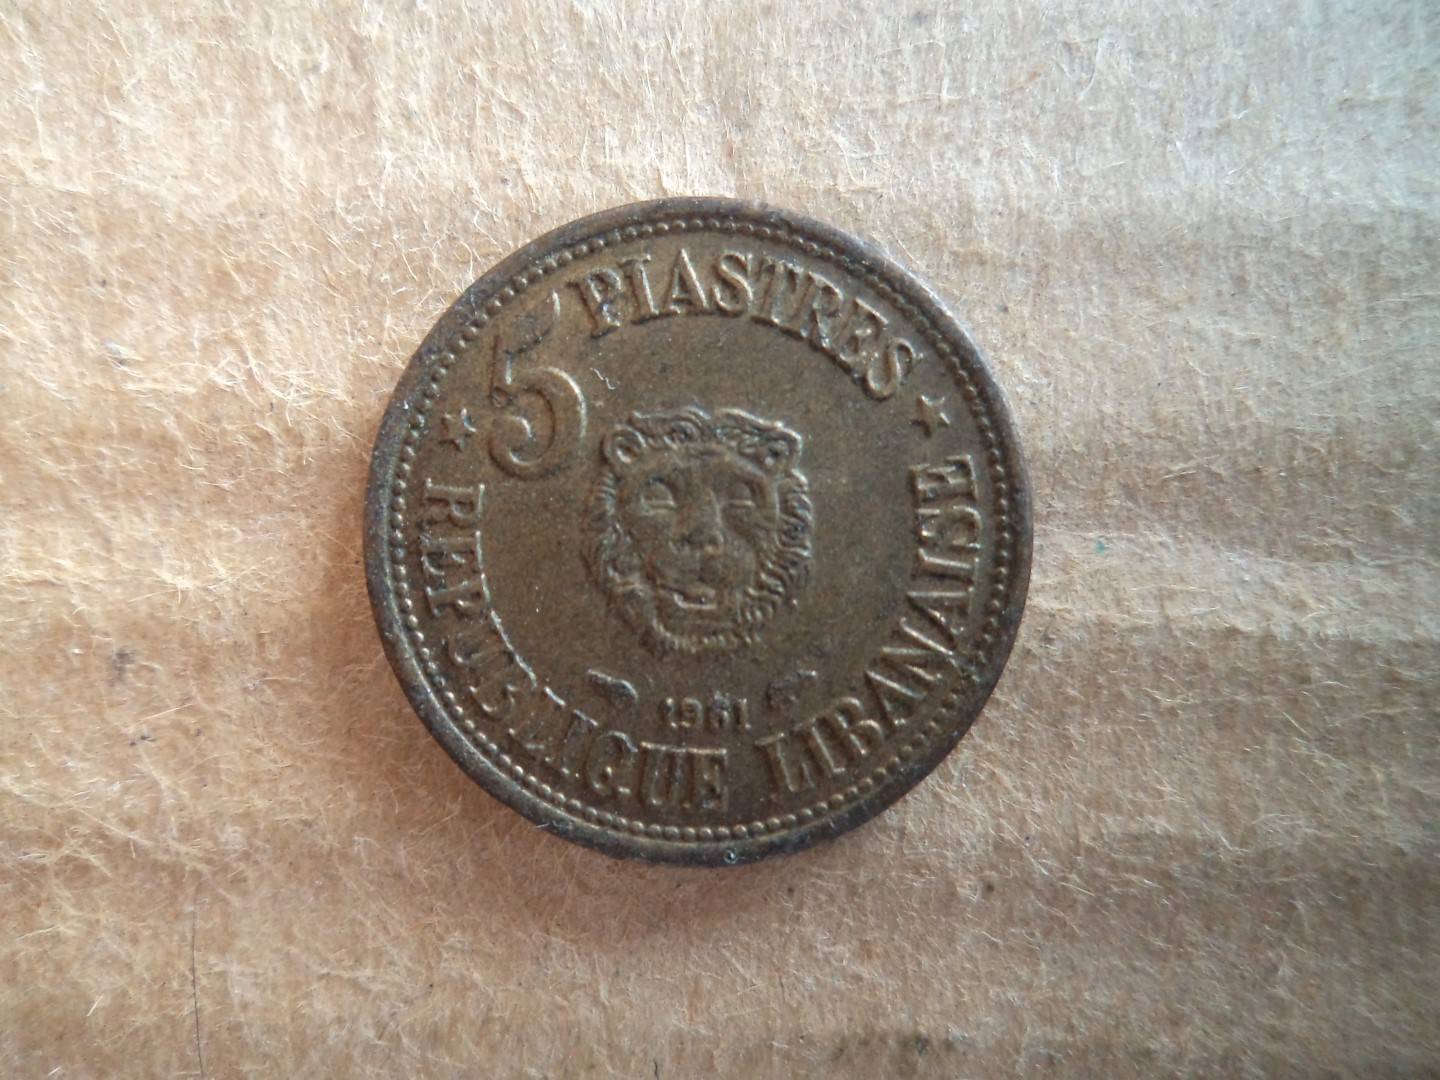 5 PIASTRES
1961
REPUBLIQUE LIBANAISE